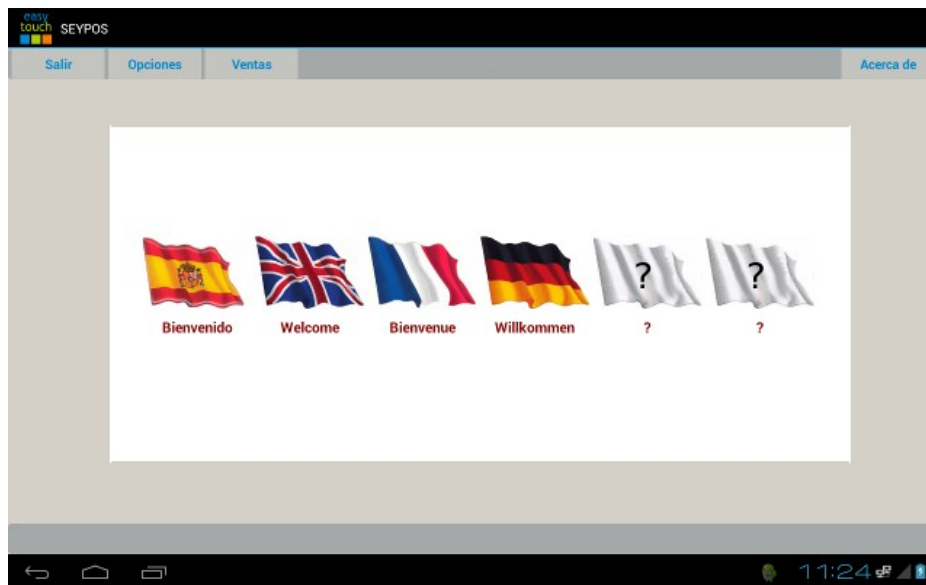 easy
touch SEYPOS
Salir Opciones Ventas Acerca de
? ?
Bienvenido Welcome Bienvenue Willkommen ? ?
11:24